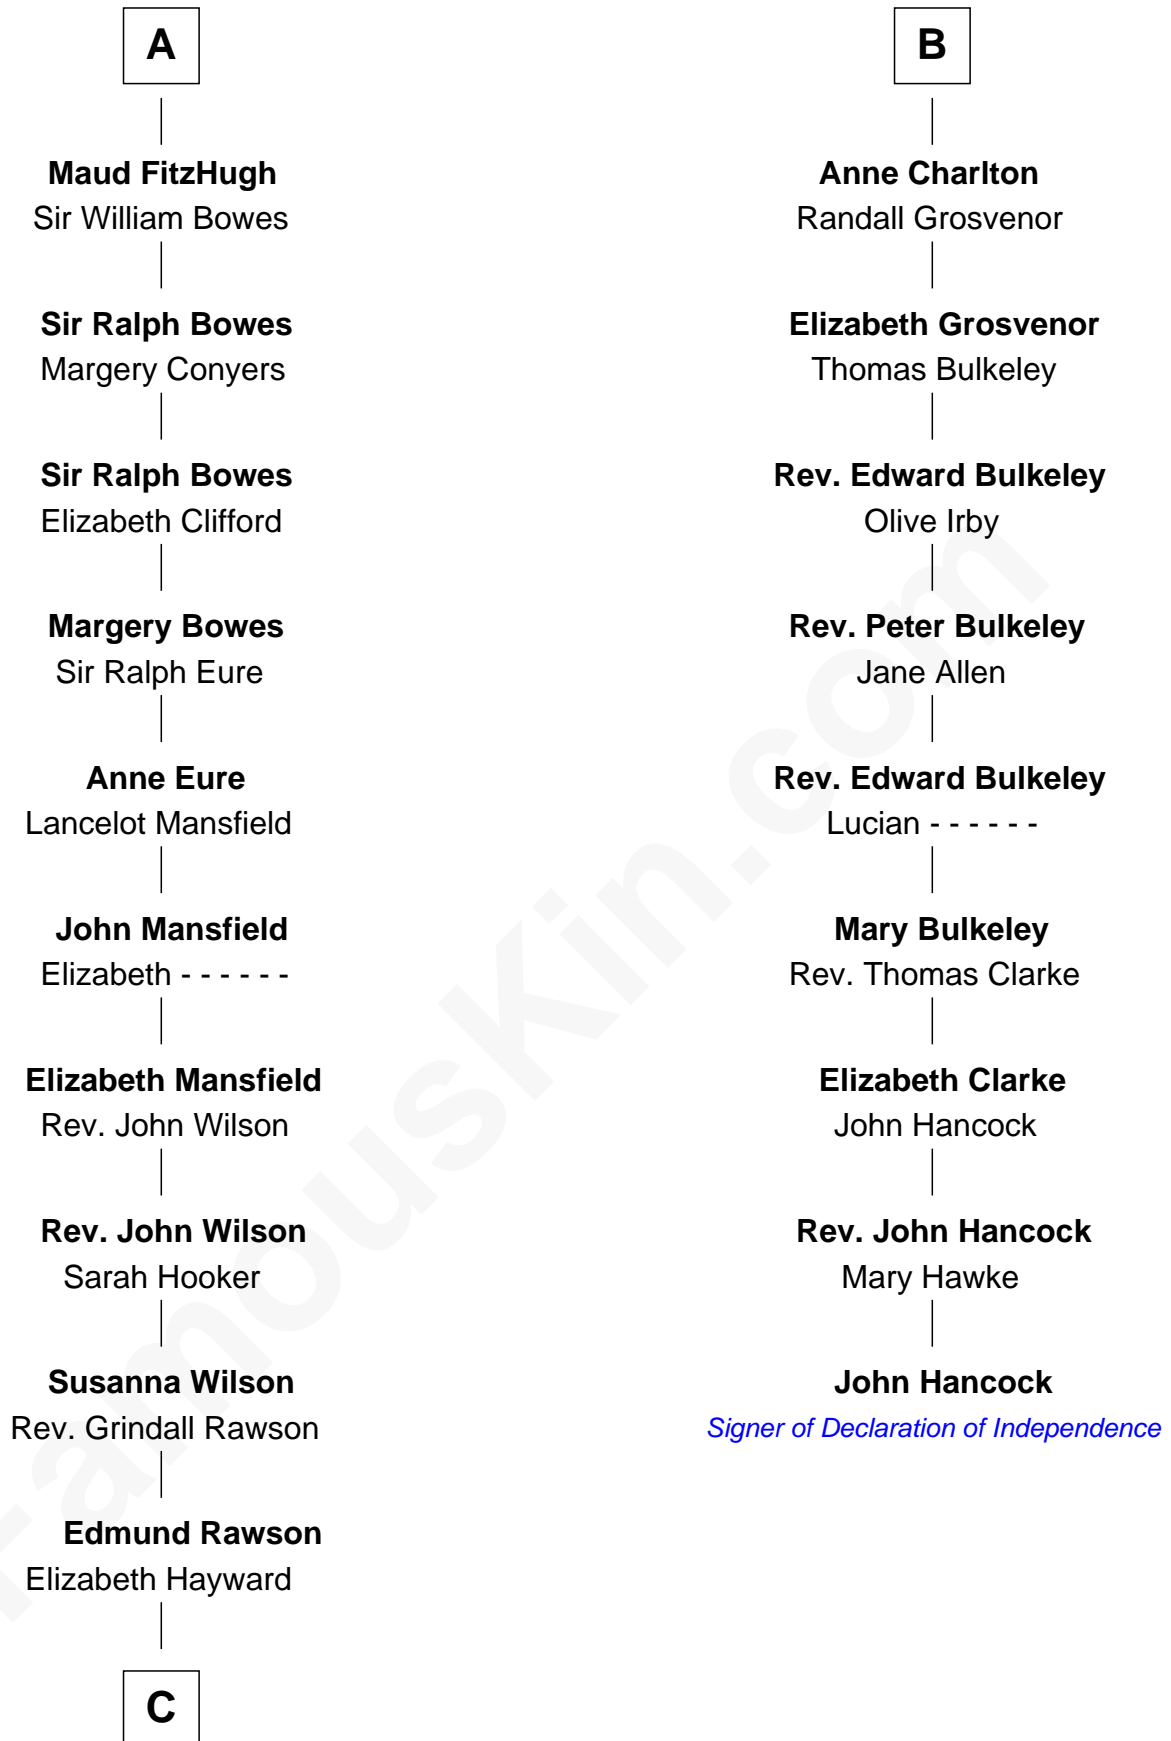 A
Maud FitzHugh
Sir William Bowes
Sir Ralph Bowes
Margery Conyers
Sir Ralph Bowes
Elizabeth Clifford
Margery Bowes
Sir Ralph Eure
Anne Eure
Lancelot Mansfield
John Mansfield
Elizabeth - - - - - -
Elizabeth Mansfield
Rev. John Wilson
Rev. John Wilson
Sarah Hooker
Susanna Wilson
Rev. Grindall Rawson
Edmund Rawson
Elizabeth Hayward
C
B
Anne Charlton
Randall Grosvenor
Elizabeth Grosvenor
Thomas Bulkeley
Rev. Edward Bulkeley
Olive Irby
Rev. Peter Bulkeley
Jane Allen
Rev. Edward Bulkeley
Lucian - - - - - -
Mary Bulkeley
Rev. Thomas Clarke
Elizabeth Clarke
John Hancock
Rev. John Hancock
Mary Hawke
John Hancock
Signer of Declaration of Independence
FamousKin.com